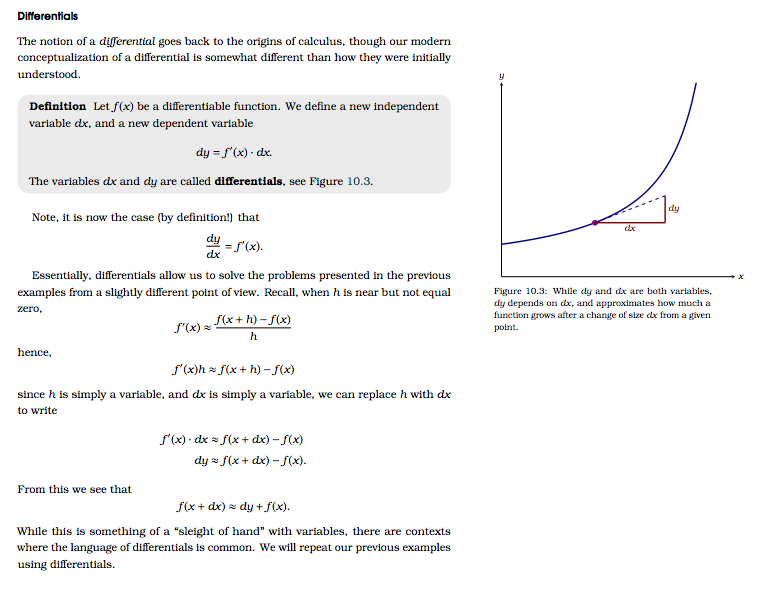 Differentials
The notion of a differential goes back to the origins of calculus, though our modern
conceptualization of a differential is somewhat different than how they were initially
understood.
Definition Let f(x) be a differentiable function. We define a new independent
variable dx, and a new dependent variable
dy = f′(x) · dx.
The variables dx and dy are called differentials, see Figure 10.3.
Note, it is now the case (by definition!) that
dy/dx = f′(x).
Essentially, differentials allow us to solve the problems presented in the previous
examples from a slightly different point of view. Recall, when h is near but not equal
zero,
f′(x) ≈ (f(x + h) − f(x))/h
hence,
f′(x)h ≈ f(x + h) − f(x)
since h is simply a variable, and dx is simply a variable, we can replace h with dx
to write
f′(x) · dx ≈ f(x + dx) − f(x)
dy ≈ f(x + dx) − f(x).
From this we see that
f(x + dx) ≈ dy + f(x).
While this is something of a “sleight of hand” with variables, there are contexts
where the language of differentials is common. We will repeat our previous examples
using differentials.
y
dy
dx
x
Figure 10.3: While dy and dx are both variables,
dy depends on dx, and approximates how much a
function grows after a change of size dx from a given
point.